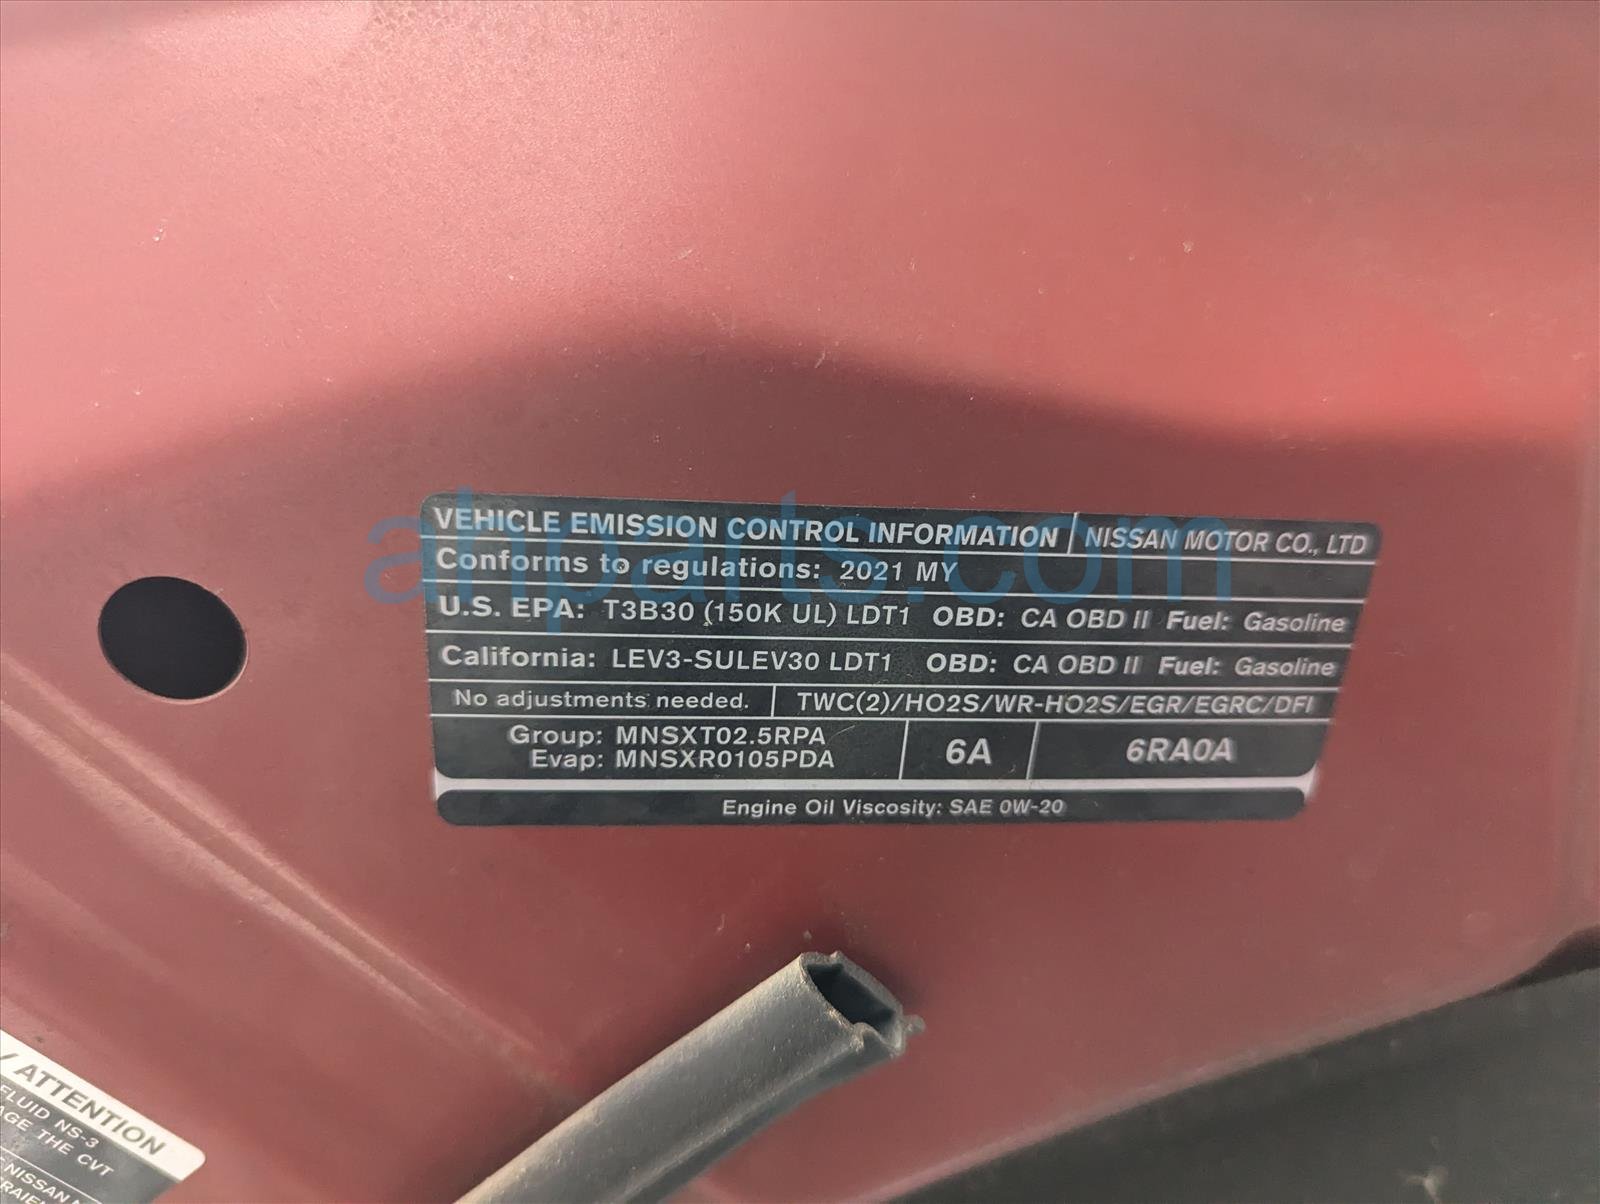 VEHICLE EMISSION CONTROL INFORMATION NISSAN MOTOR CO., LTD
Conforms to regulations: 2021 MY
U.S. EPA: T3B30 (150K UL) LDT1 OBD: CA OBD II Fuel: Gasoline
California: LEV3-SULEV30 LDT1 OBD: CA OBD II Fuel: Gasoline
No adjustments needed. TWC(2)/HO2S/WR-HO2S/EGR/EGRC/DFI
Group: MNSXT02.5RPA
Evap: MNSXR0105PDA
6A
6RA0A
Engine Oil Viscosity: SAE 0W-20
ahparts.com
/ ATTENTION
FLUID NS-3
THE CVT
NISSAN